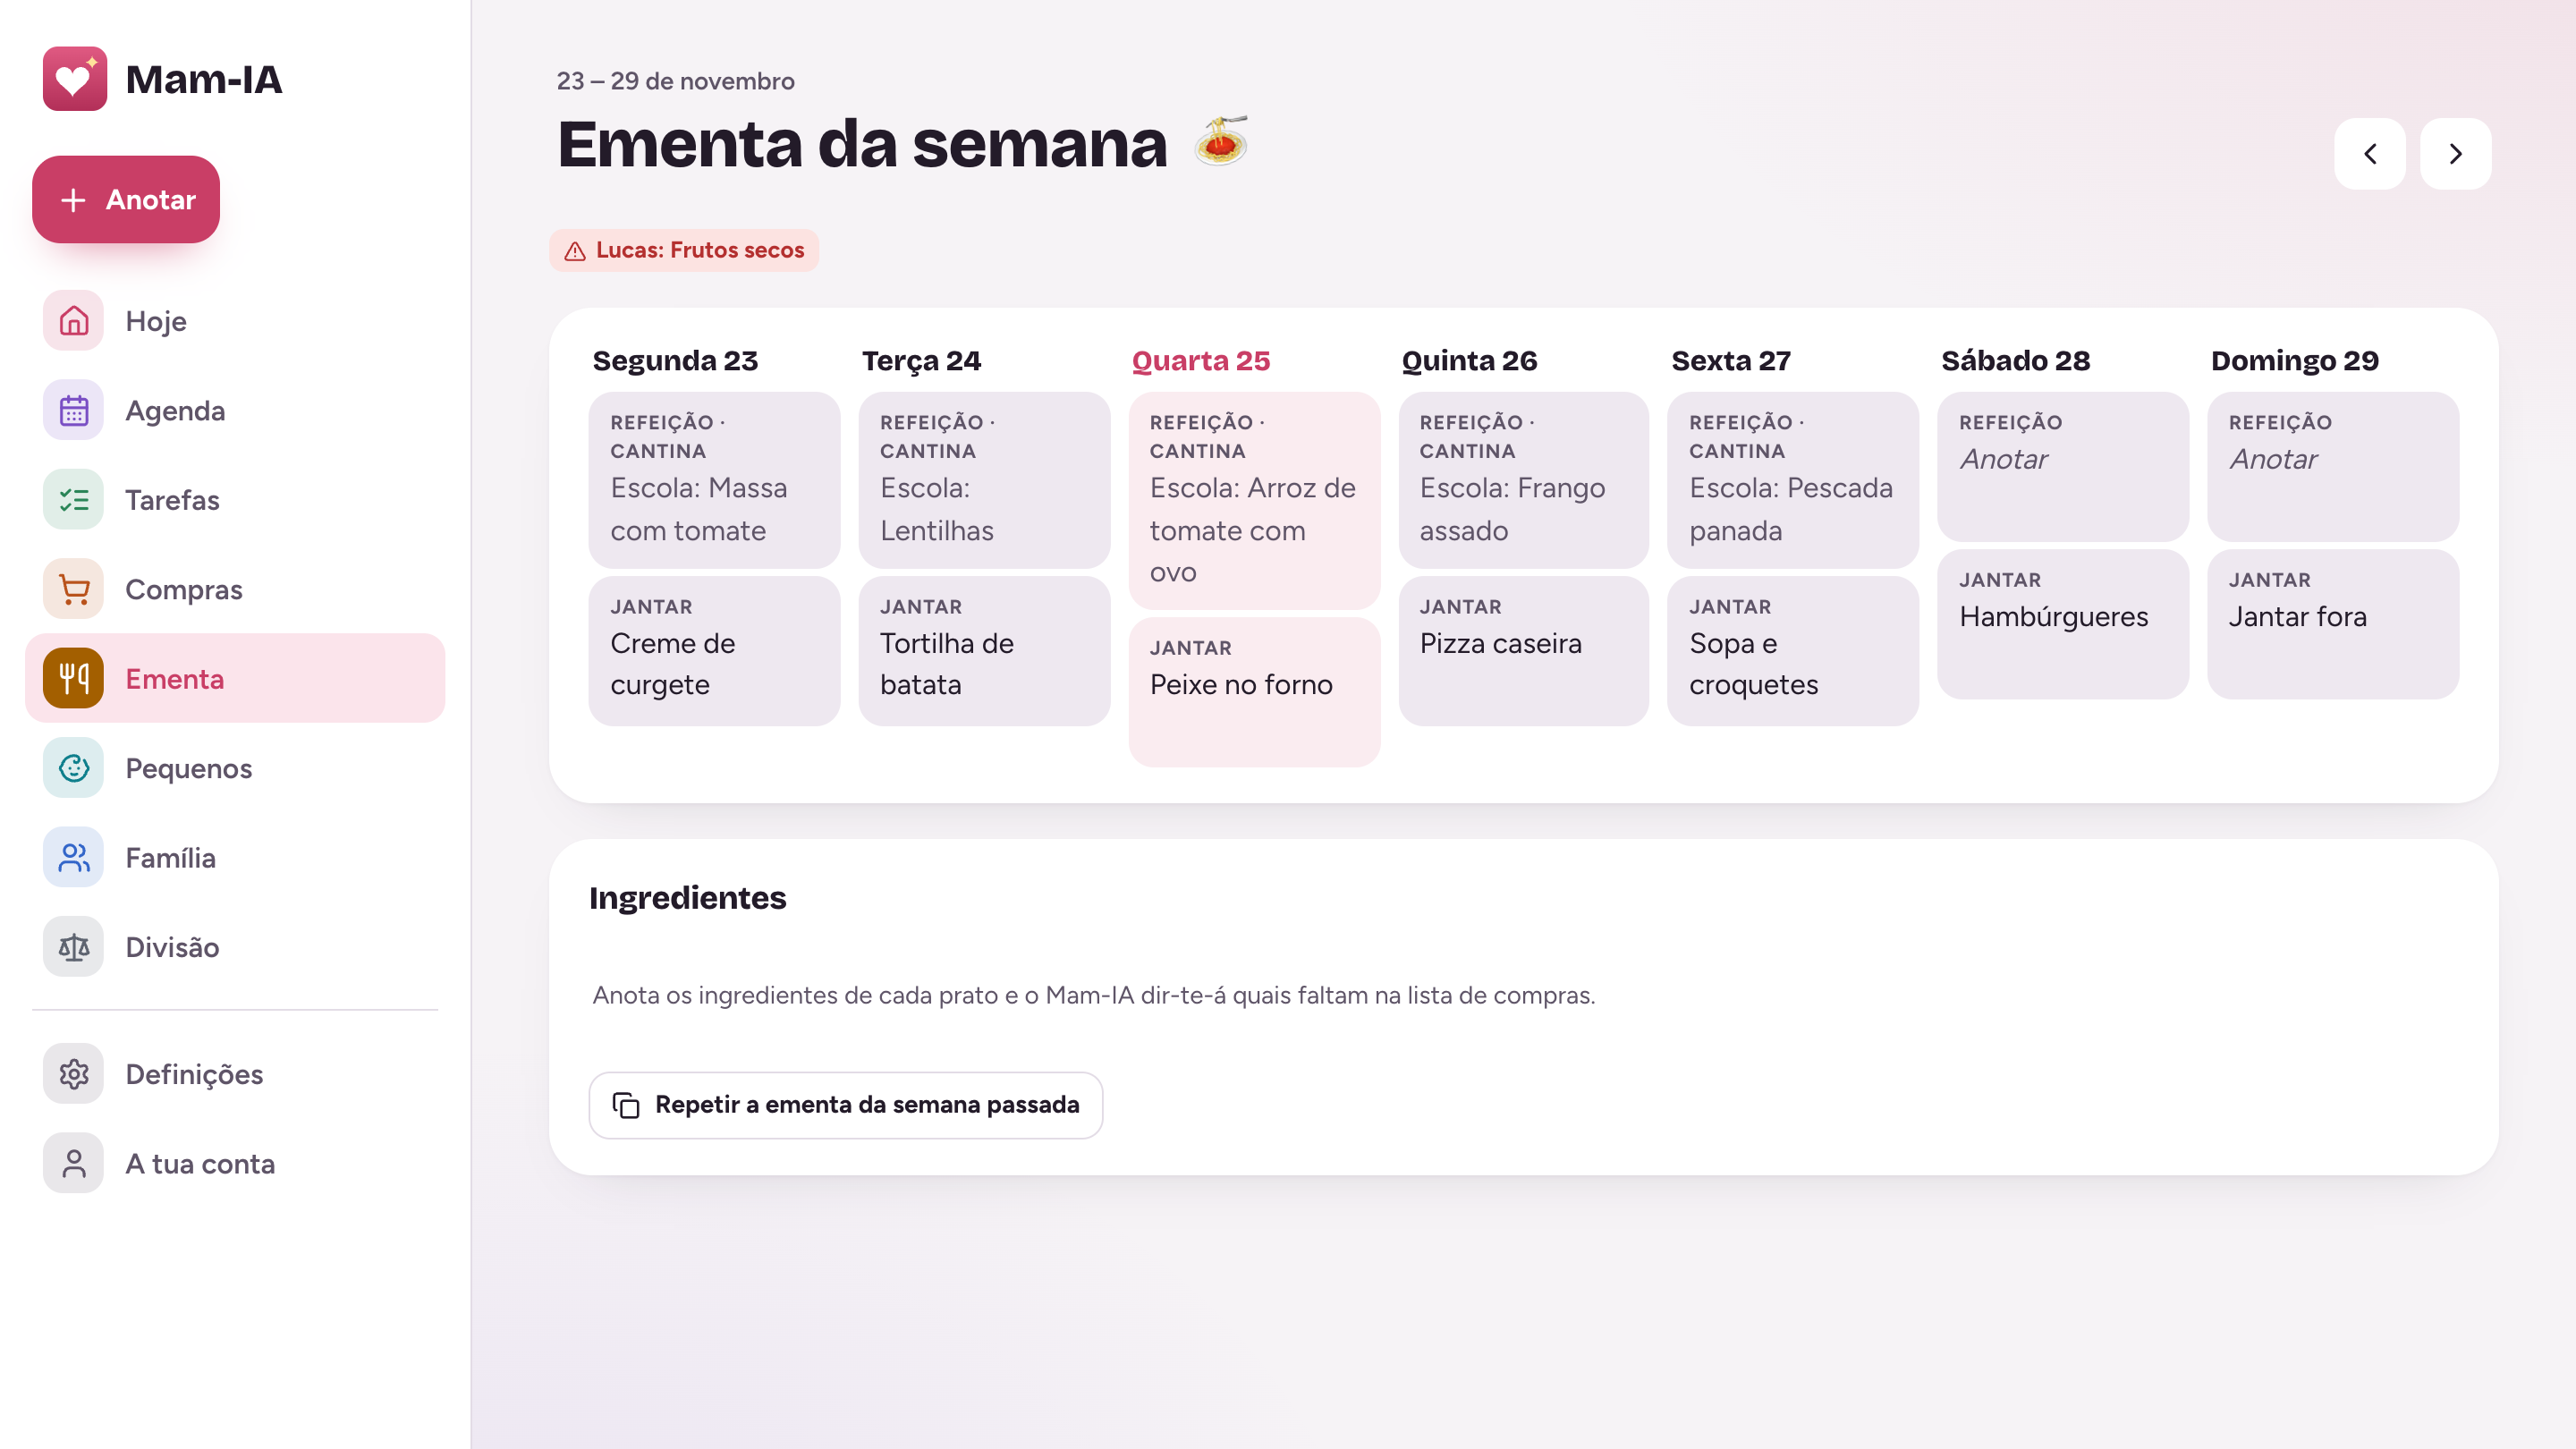 Mam-IA
Anotar
Hoje
Agenda
Tarefas
Compras
Ementa
Pequenos
Família
Divisão
Definições
A tua conta
23 – 29 de novembro
Ementa da semana
Lucas: Frutos secos
Segunda 23
REFEIÇÃO ·
CANTINA
Escola: Massa
com tomate
JANTAR
Creme de
curgete
Terça 24
REFEIÇÃO ·
CANTINA
Escola:
Lentilhas
JANTAR
Tortilha de
batata
Quarta 25
REFEIÇÃO ·
CANTINA
Escola: Arroz de
tomate com
ovo
JANTAR
Peixe no forno
Quinta 26
REFEIÇÃO ·
CANTINA
Escola: Frango
assado
JANTAR
Pizza caseira
Sexta 27
REFEIÇÃO ·
CANTINA
Escola: Pescada
panada
JANTAR
Sopa e
croquetes
Sábado 28
REFEIÇÃO
Anotar
JANTAR
Hambúrgueres
Domingo 29
REFEIÇÃO
Anotar
JANTAR
Jantar fora
Ingredientes
Anota os ingredientes de cada prato e o Mam-IA dir-te-á quais faltam na lista de compras.
Repetir a ementa da semana passada